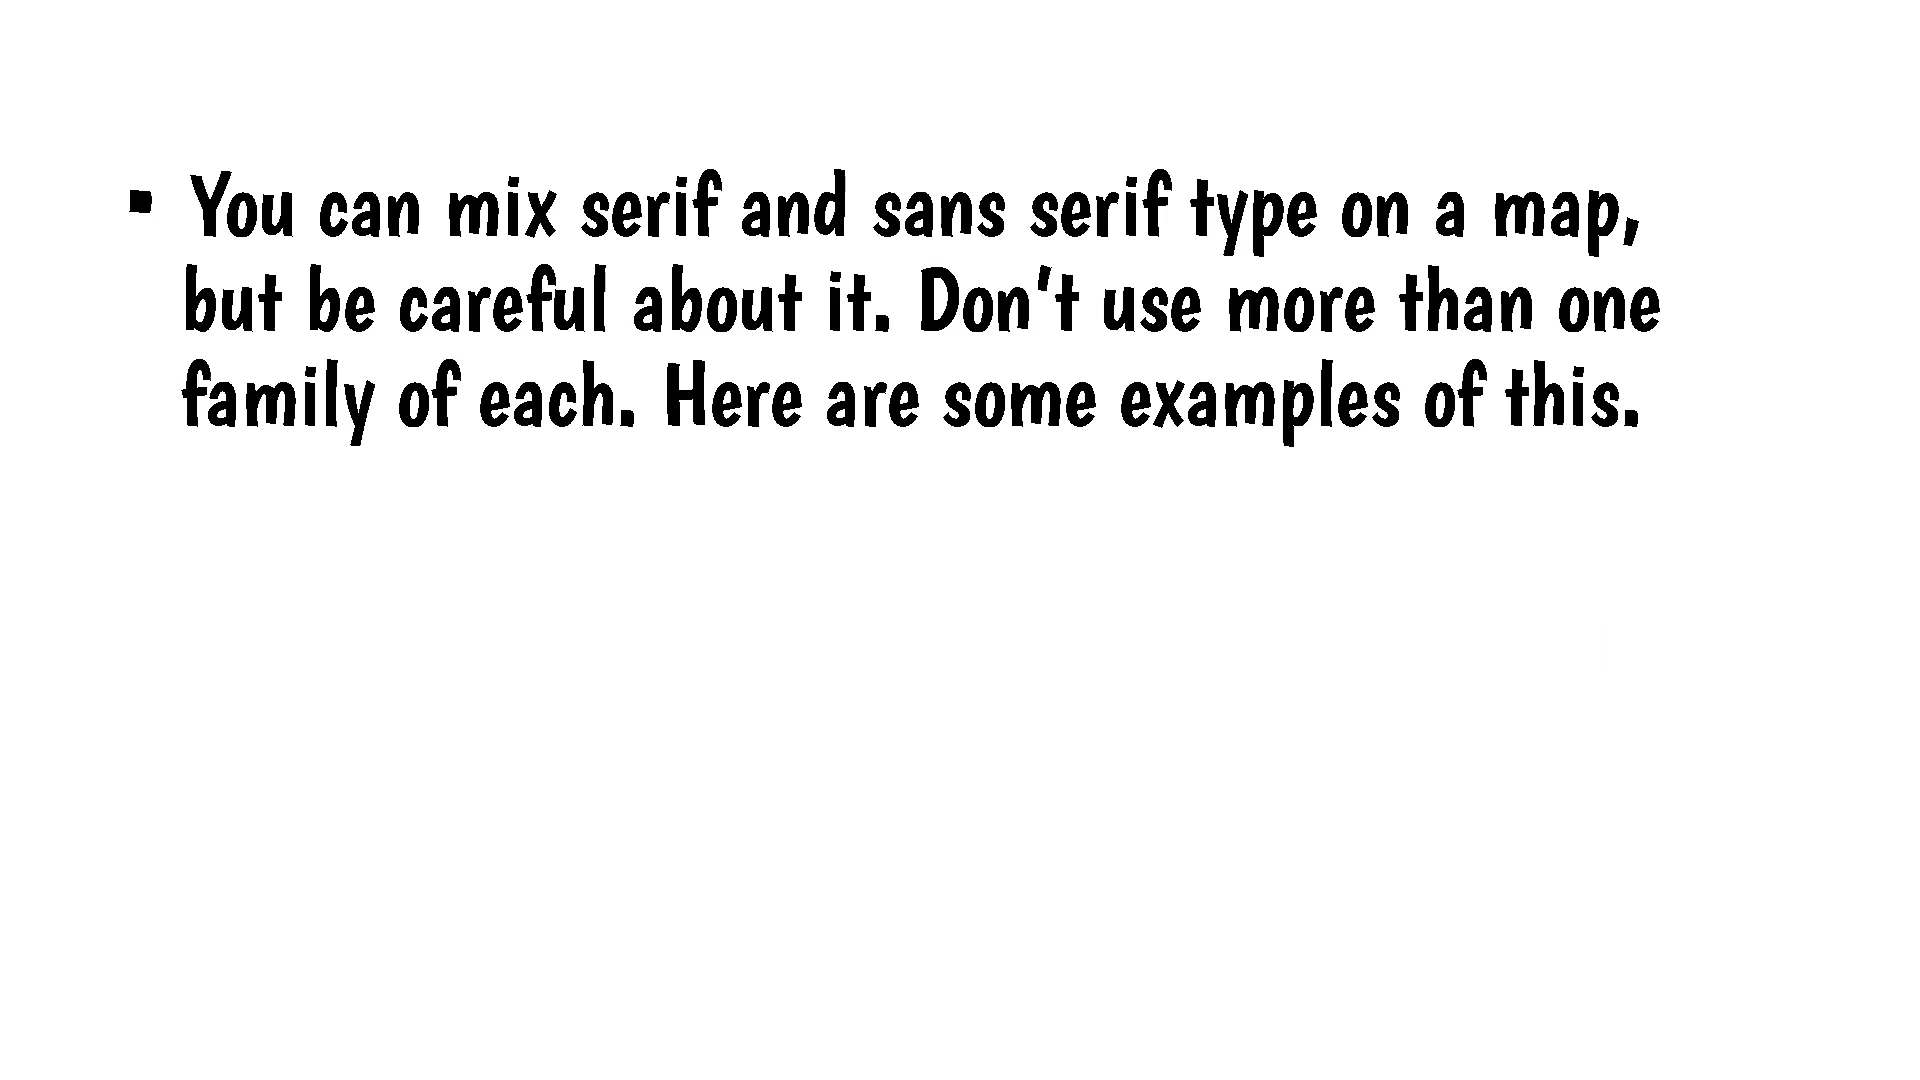 ▪ You can mix serif and sans serif type on a map,
but be careful about it. Don't use more than one
family of each. Here are some examples of this.